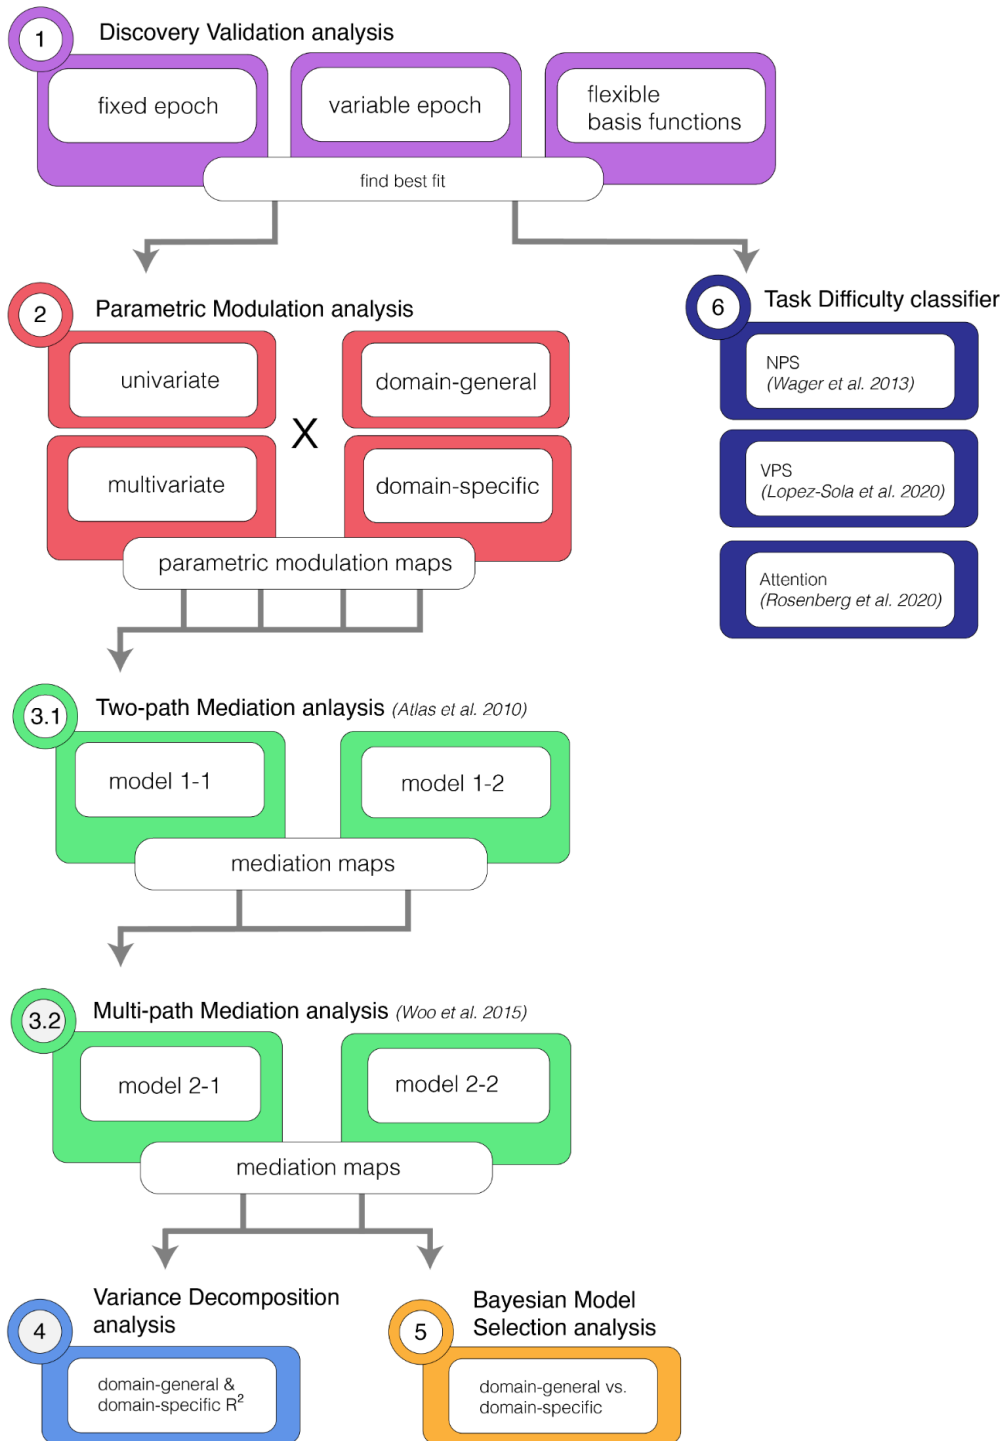 1
Discovery Validation analysis
fixed epoch
variable epoch
flexible
basis functions
find best fit
2
Parametric Modulation analysis
univariate
domain-general
X
multivariate
domain-specific
parametric modulation maps
6
Task Difficulty classifier
NPS
(Wager et al. 2013)
VPS
(Lopez-Sola et al. 2020)
Attention
(Rosenberg et al. 2020)
3.1
Two-path Mediation anlaysis (Atlas et al. 2010)
model 1-1
model 1-2
mediation maps
3.2
Multi-path Mediation analysis (Woo et al. 2015)
model 2-1
model 2-2
mediation maps
4
Variance Decomposition
analysis
domain-general &
domain-specific R²
5
Bayesian Model
Selection analysis
domain-general vs.
domain-specific